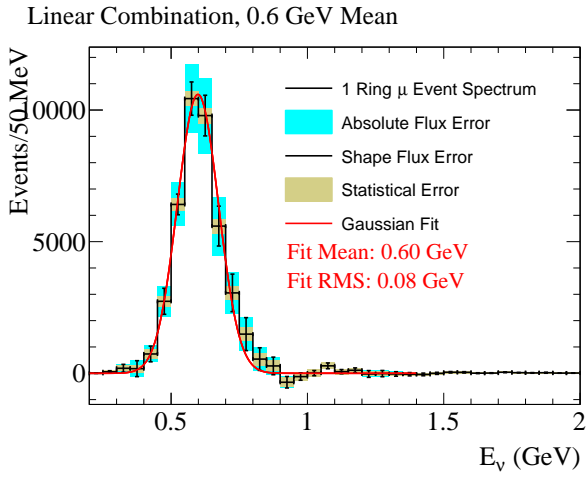 Linear Combination, 0.6 GeV Mean
Events/50 MeV
10000
5000
0
1 Ring μ Event Spectrum
Absolute Flux Error
Shape Flux Error
Statistical Error
Gaussian Fit
Fit Mean: 0.60 GeV
Fit RMS: 0.08 GeV
0.5 1 1.5 2
E_ν (GeV)